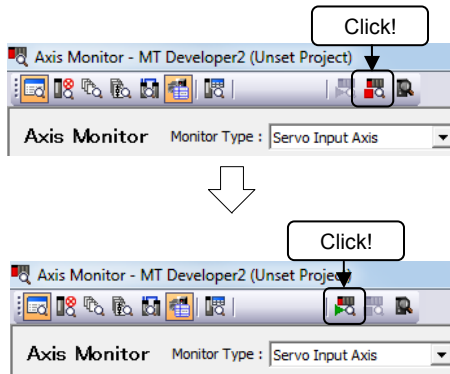 Click!
Axis Monitor - MT Developer2 (Unset Project)
Axis Monitor Monitor Type : Servo Input Axis
Click!
Axis Monitor - MT Developer2 (Unset Project)
Axis Monitor Monitor Type : Servo Input Axis